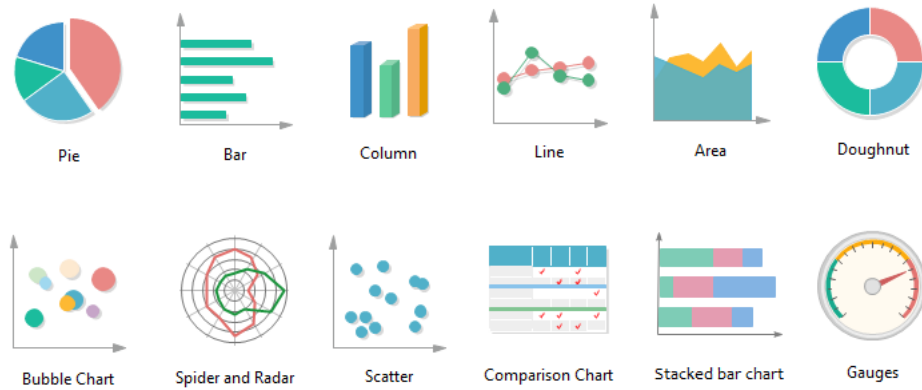 Pie
Bar
Column
Line
Area
Doughnut
Bubble Chart
Spider and Radar
Scatter
Comparison Chart
Stacked bar chart
Gauges